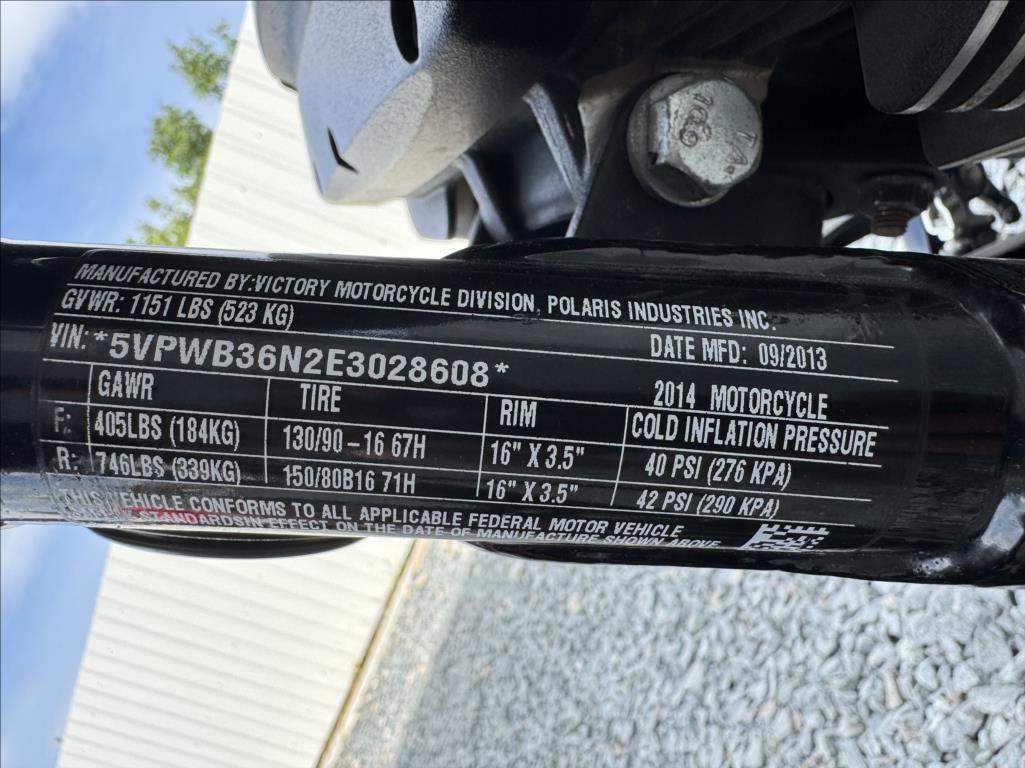 MANUFACTURED BY:VICTORY MOTORCYCLE DIVISION, POLARIS INDUSTRIES INC.
GVWR: 1151 LBS (523 KG) DATE MFD: 09/2013
VIN: *5VPWB36N2E3028608* 2014 MOTORCYCLE
GAWR TIRE RIM COLD INFLATION PRESSURE
F: 405LBS (184KG) 130/90-16 67H 16" X 3.5" 40 PSI (276 KPA)
R: 746LBS (339KG) 150/80B16 71H 16" X 3.5" 42 PSI (290 KPA)
THIS VEHICLE CONFORMS TO ALL APPLICABLE FEDERAL MOTOR VEHICLE
STANDARDSIN EFFECT ON THE DATE OF MANUFACTURE SHOWN ABOVE